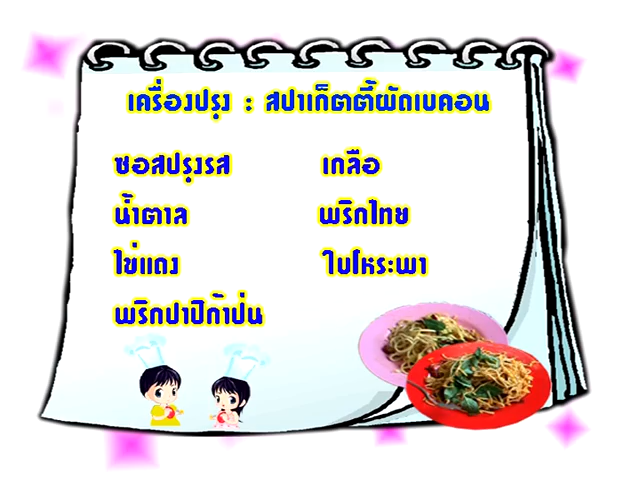 เครื่องปรุง : สปาเก็ตตี้ผัดเบคอน
ซอสปรุงรส เกลือ
น้ำตาล พริกไทย
ไข่แดง ใบโหระพา
พริกปาปิก้าป่น